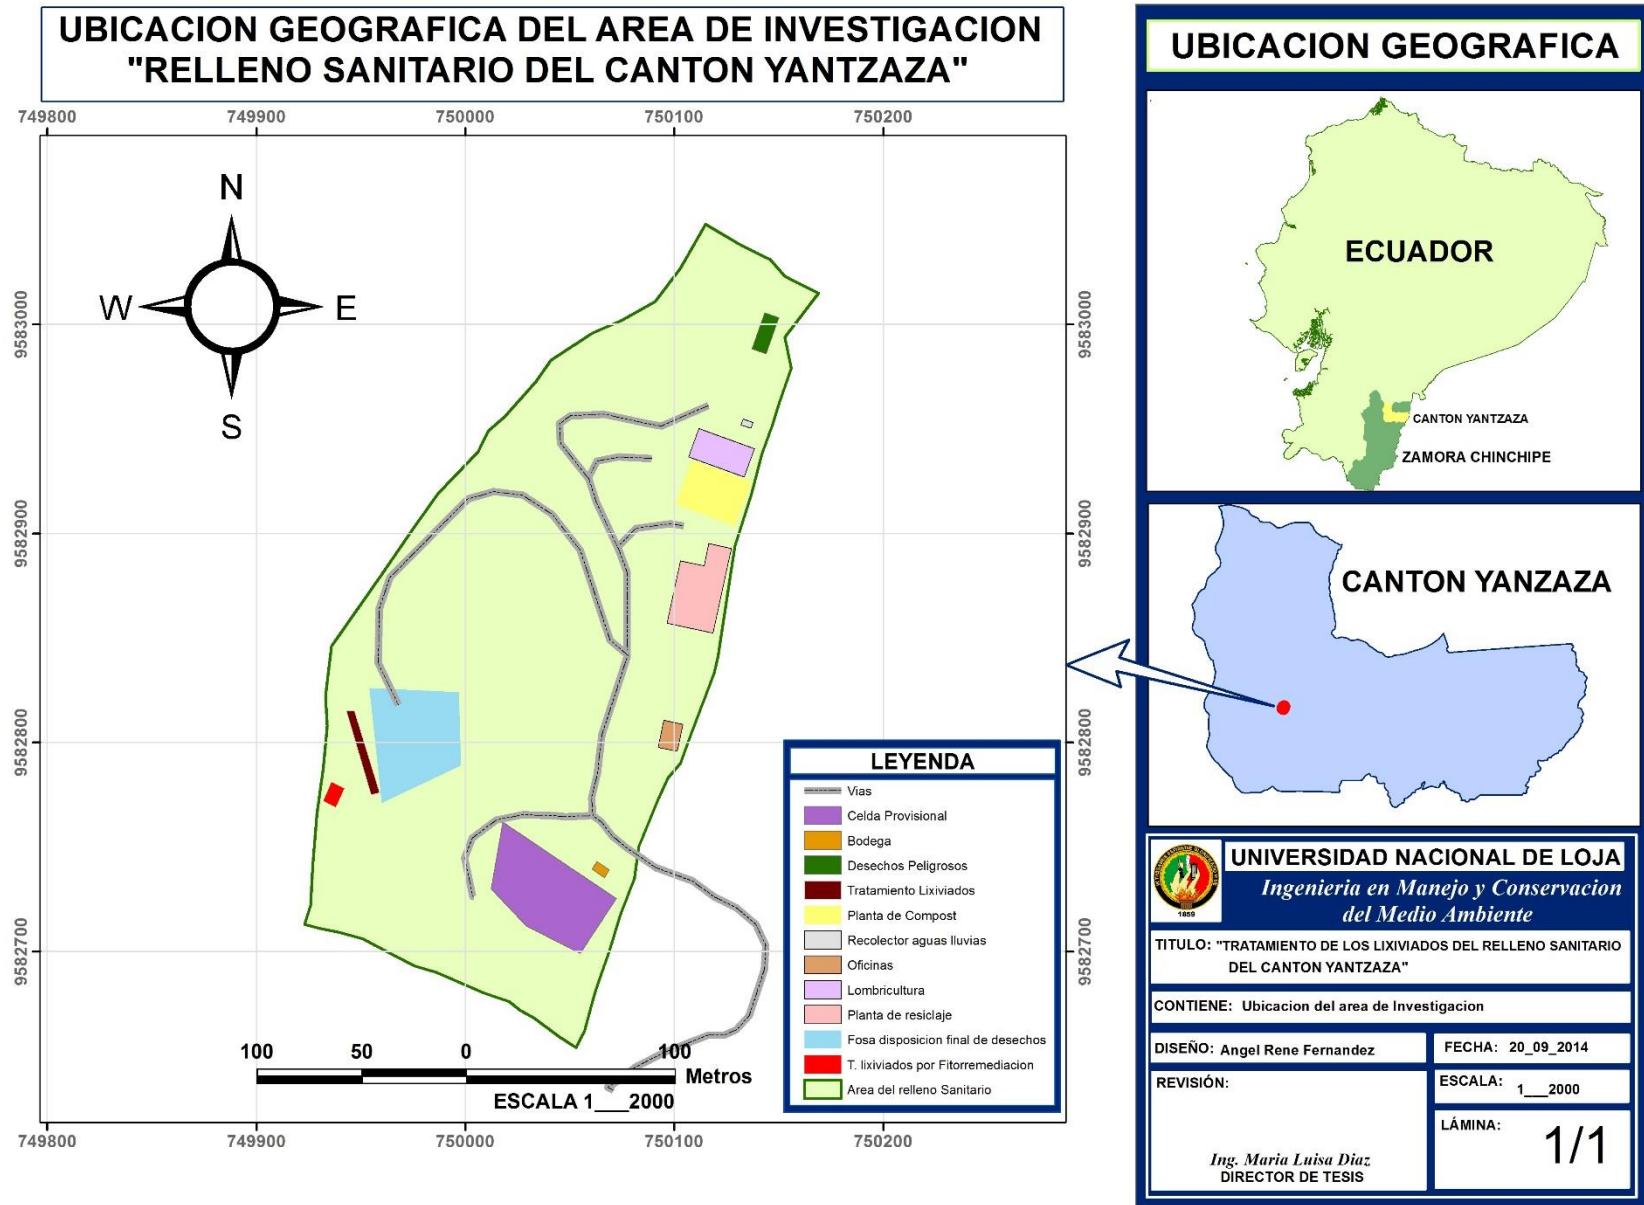 UBICACION GEOGRAFICA DEL AREA DE INVESTIGACION
"RELLENO SANITARIO DEL CANTON YANTZAZA"
749800 749900 750000 750100 750200
N
W E
S
9583000
9582900
9582800
9582700
9583000
9582900
9582800
9582700
LEYENDA
Vias
Celda Provisional
Bodega
Desechos Peligrosos
Tratamiento Lixiviados
Planta de Compost
Recolector aguas lluvias
Oficinas
Lombricultura
Planta de resiclaje
Fosa disposicion final de desechos
T. lixiviados por Fitorremediacion
Area del relleno Sanitario
100 50 0 100
Metros
ESCALA 1___2000
749800 749900 750000 750100 750200
UBICACION GEOGRAFICA
ECUADOR
CANTON YANTZAZA
ZAMORA CHINCHIPE
CANTON YANZAZA
1859
UNIVERSIDAD NACIONAL DE LOJA
Ingenieria en Manejo y Conservacion
del Medio Ambiente
TITULO: "TRATAMIENTO DE LOS LIXIVIADOS DEL RELLENO SANITARIO
DEL CANTON YANTZAZA"
CONTIENE: Ubicacion del area de Investigacion
DISEÑO: Angel Rene Fernandez
FECHA: 20_09_2014
REVISIÓN:
Ing. Maria Luisa Diaz
DIRECTOR DE TESIS
ESCALA: 1___2000
LÁMINA: 1/1